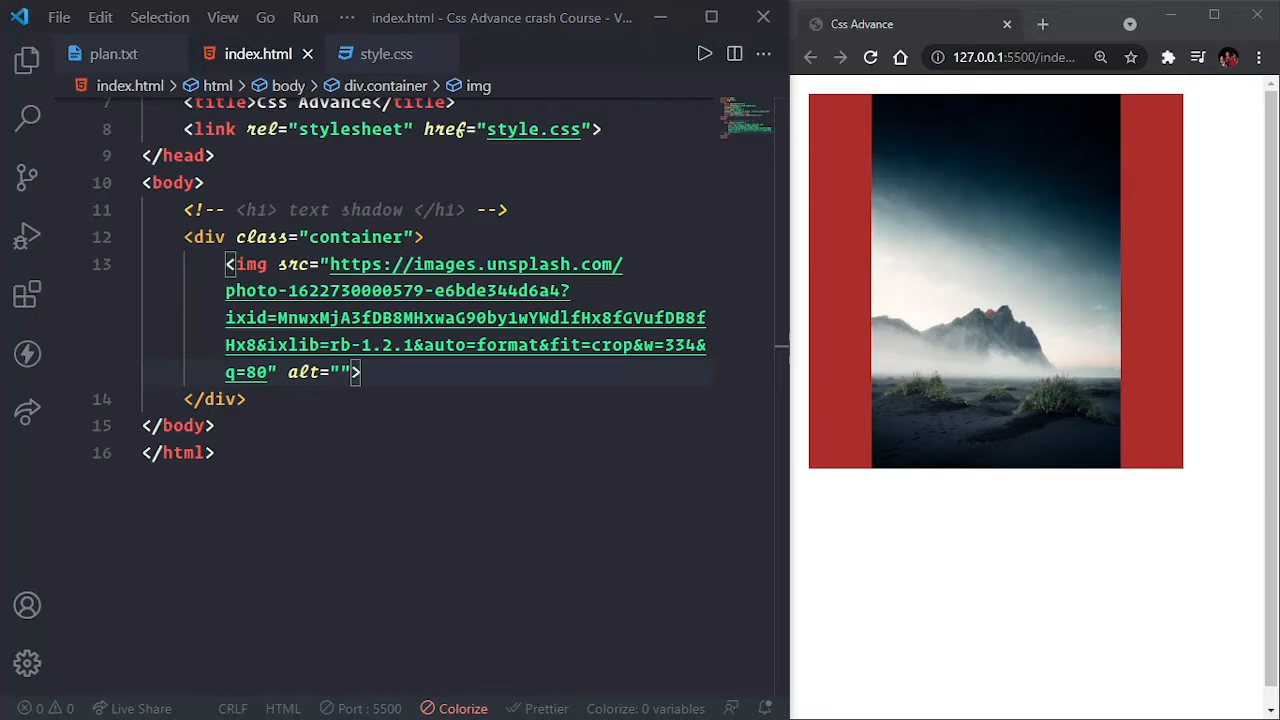 File Edit Selection View Go Run ··· index.html - Css Advance crash Course - V...
plan.txt index.html style.css
index.html > html > body > div.container > img
7 <title>Css Advance</title>
8 <link rel="stylesheet" href="style.css">
9 </head>
10 <body>
11 <!-- <h1> text shadow </h1> -->
12 <div class="container">
13 <img src="https://images.unsplash.com/
photo-1622730000579-e6bde344d6a4?
ixid=MnwxMjA3fDB8MHxwaG90by1wYWdlfHx8fGVufDB8f
Hx8&ixlib=rb-1.2.1&auto=format&fit=crop&w=334&
q=80" alt="">
14 </div>
15 </body>
16 </html>
0 0 Live Share CRLF HTML Port : 5500 Colorize Prettier Colorize: 0 variables
Css Advance
127.0.0.1:5500/inde...